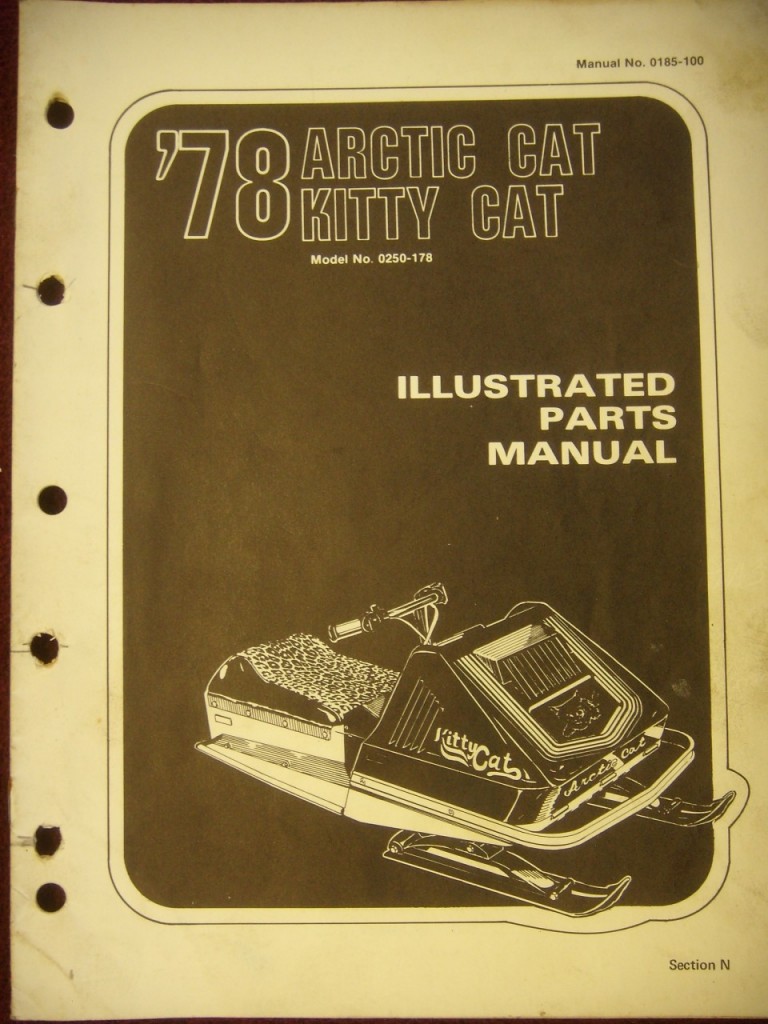 Manual No. 0185-100
'78 ARCTIC CAT
KITTY CAT
Model No. 0250-178
ILLUSTRATED
PARTS
MANUAL
Kitty Cat
Arctic Cat
Section N